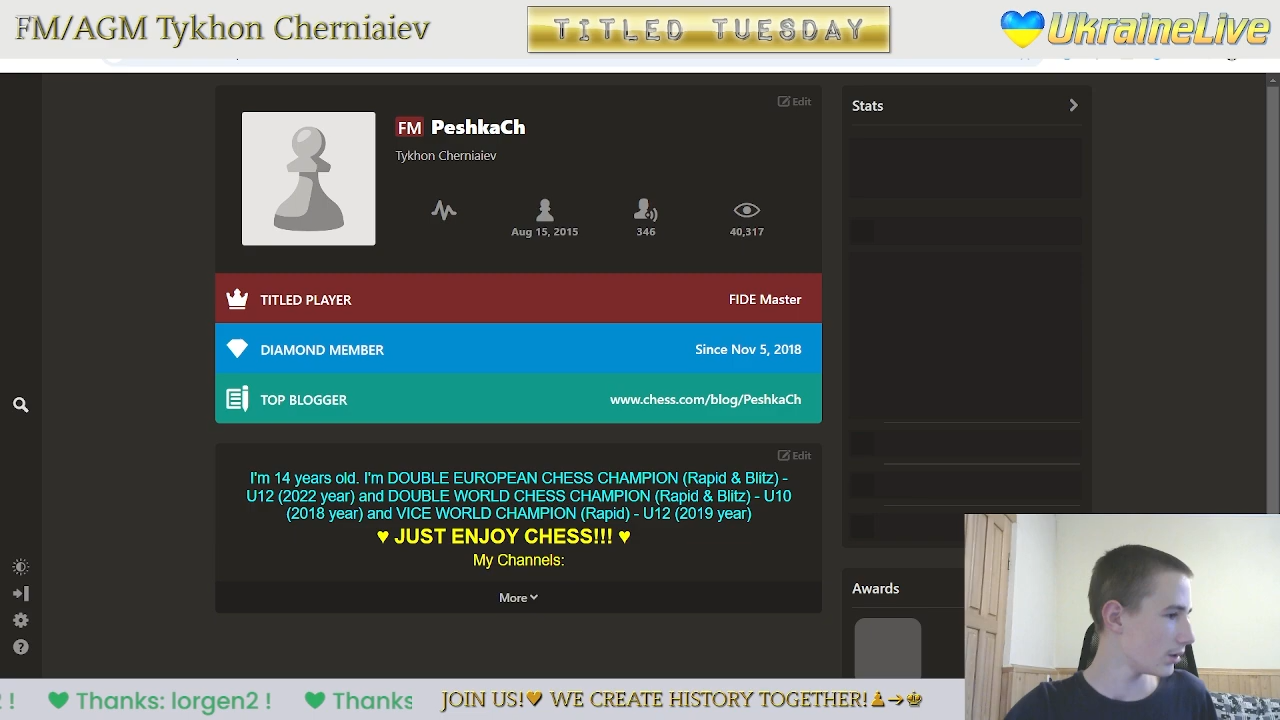 FM/AGM Tykhon Cherniaiev
TITLED TUESDAY
UkraineLive
Edit
FM PeshkaCh
Tykhon Cherniaiev
Aug 15, 2015
346
40,317
TITLED PLAYER
FIDE Master
DIAMOND MEMBER
Since Nov 5, 2018
TOP BLOGGER
www.chess.com/blog/PeshkaCh
Edit
I'm 14 years old. I'm DOUBLE EUROPEAN CHESS CHAMPION (Rapid & Blitz) -
U12 (2022 year) and DOUBLE WORLD CHESS CHAMPION (Rapid & Blitz) - U10
(2018 year) and VICE WORLD CHAMPION (Rapid) - U12 (2019 year)
♥ JUST ENJOY CHESS!!! ♥
My Channels:
More
Stats
Awards
! 💚 Thanks: lorgen2 ! 💚 Thanks
JOIN US!♥ WE CREATE HISTORY TOGETHER!♟→♚